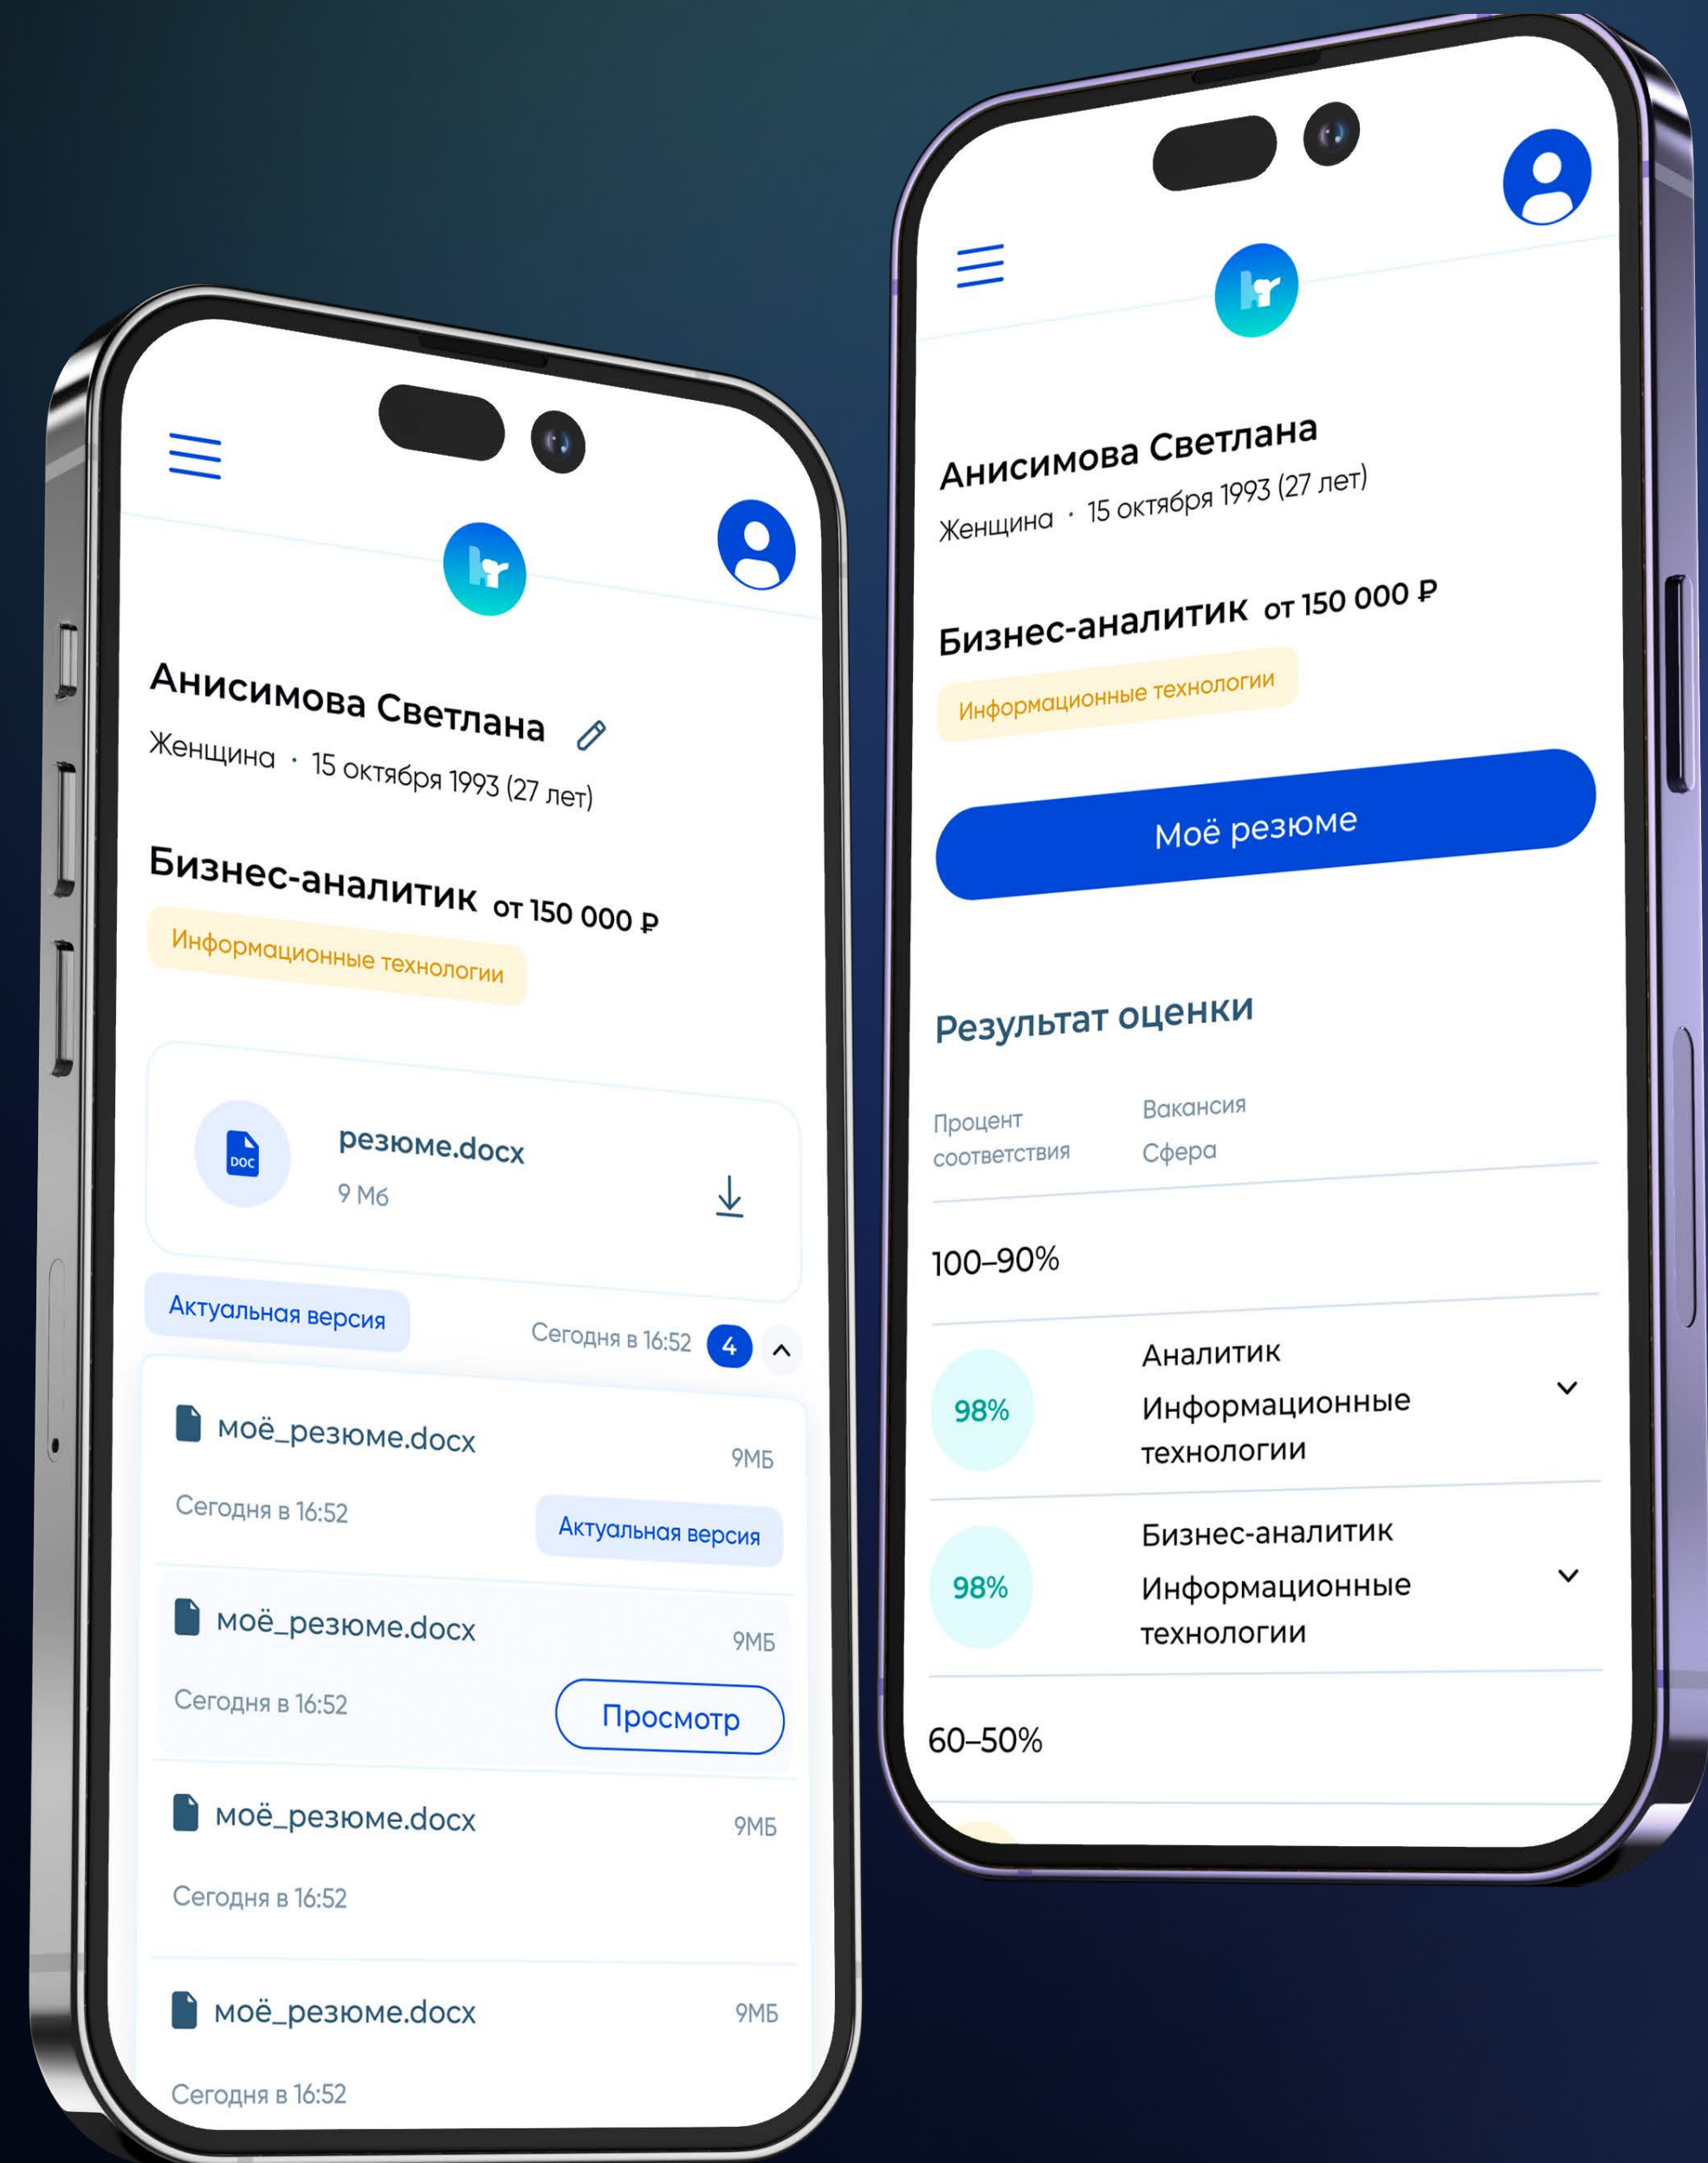 Анисимова Светлана
Женщина · 15 октября 1993 (27 лет)
Бизнес-аналитик от 150 000 ₽
Информационные технологии
DOC
резюме.docx
9 Мб
Актуальная версия
Сегодня в 16:52
4
моё_резюме.docx
9МБ
Сегодня в 16:52
Актуальная версия
моё_резюме.docx
9МБ
Сегодня в 16:52
Просмотр
моё_резюме.docx
9МБ
Сегодня в 16:52
моё_резюме.docx
9МБ
Сегодня в 16:52
hr
Анисимова Светлана
Женщина · 15 октября 1993 (27 лет)
Бизнес-аналитик от 150 000 ₽
Информационные технологии
Моё резюме
Результат оценки
Процент
соответствия
Вакансия
Сфера
100–90%
98%
Аналитик
Информационные
технологии
98%
Бизнес-аналитик
Информационные
технологии
60–50%